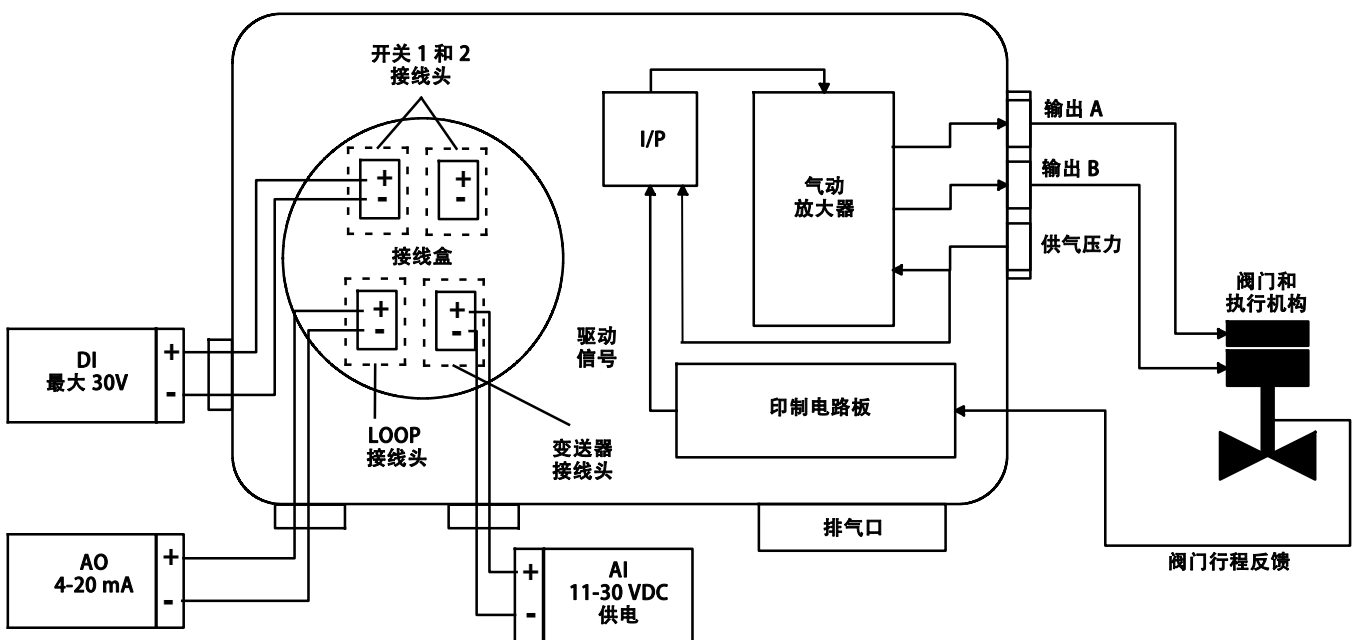 开关 1 和 2
接线头
+
-
+
-
接线盒
+
-
+
-
I/P
气动
放大器
输出 A
输出 B
供气压力
阀门和
执行机构
驱动
信号
DI
最大 30V
+
-
印制电路板
LOOP
接线头
变送器
接线头
排气口
阀门行程反馈
AO
4-20 mA
+
-
+
-
AI
11-30 VDC
供电